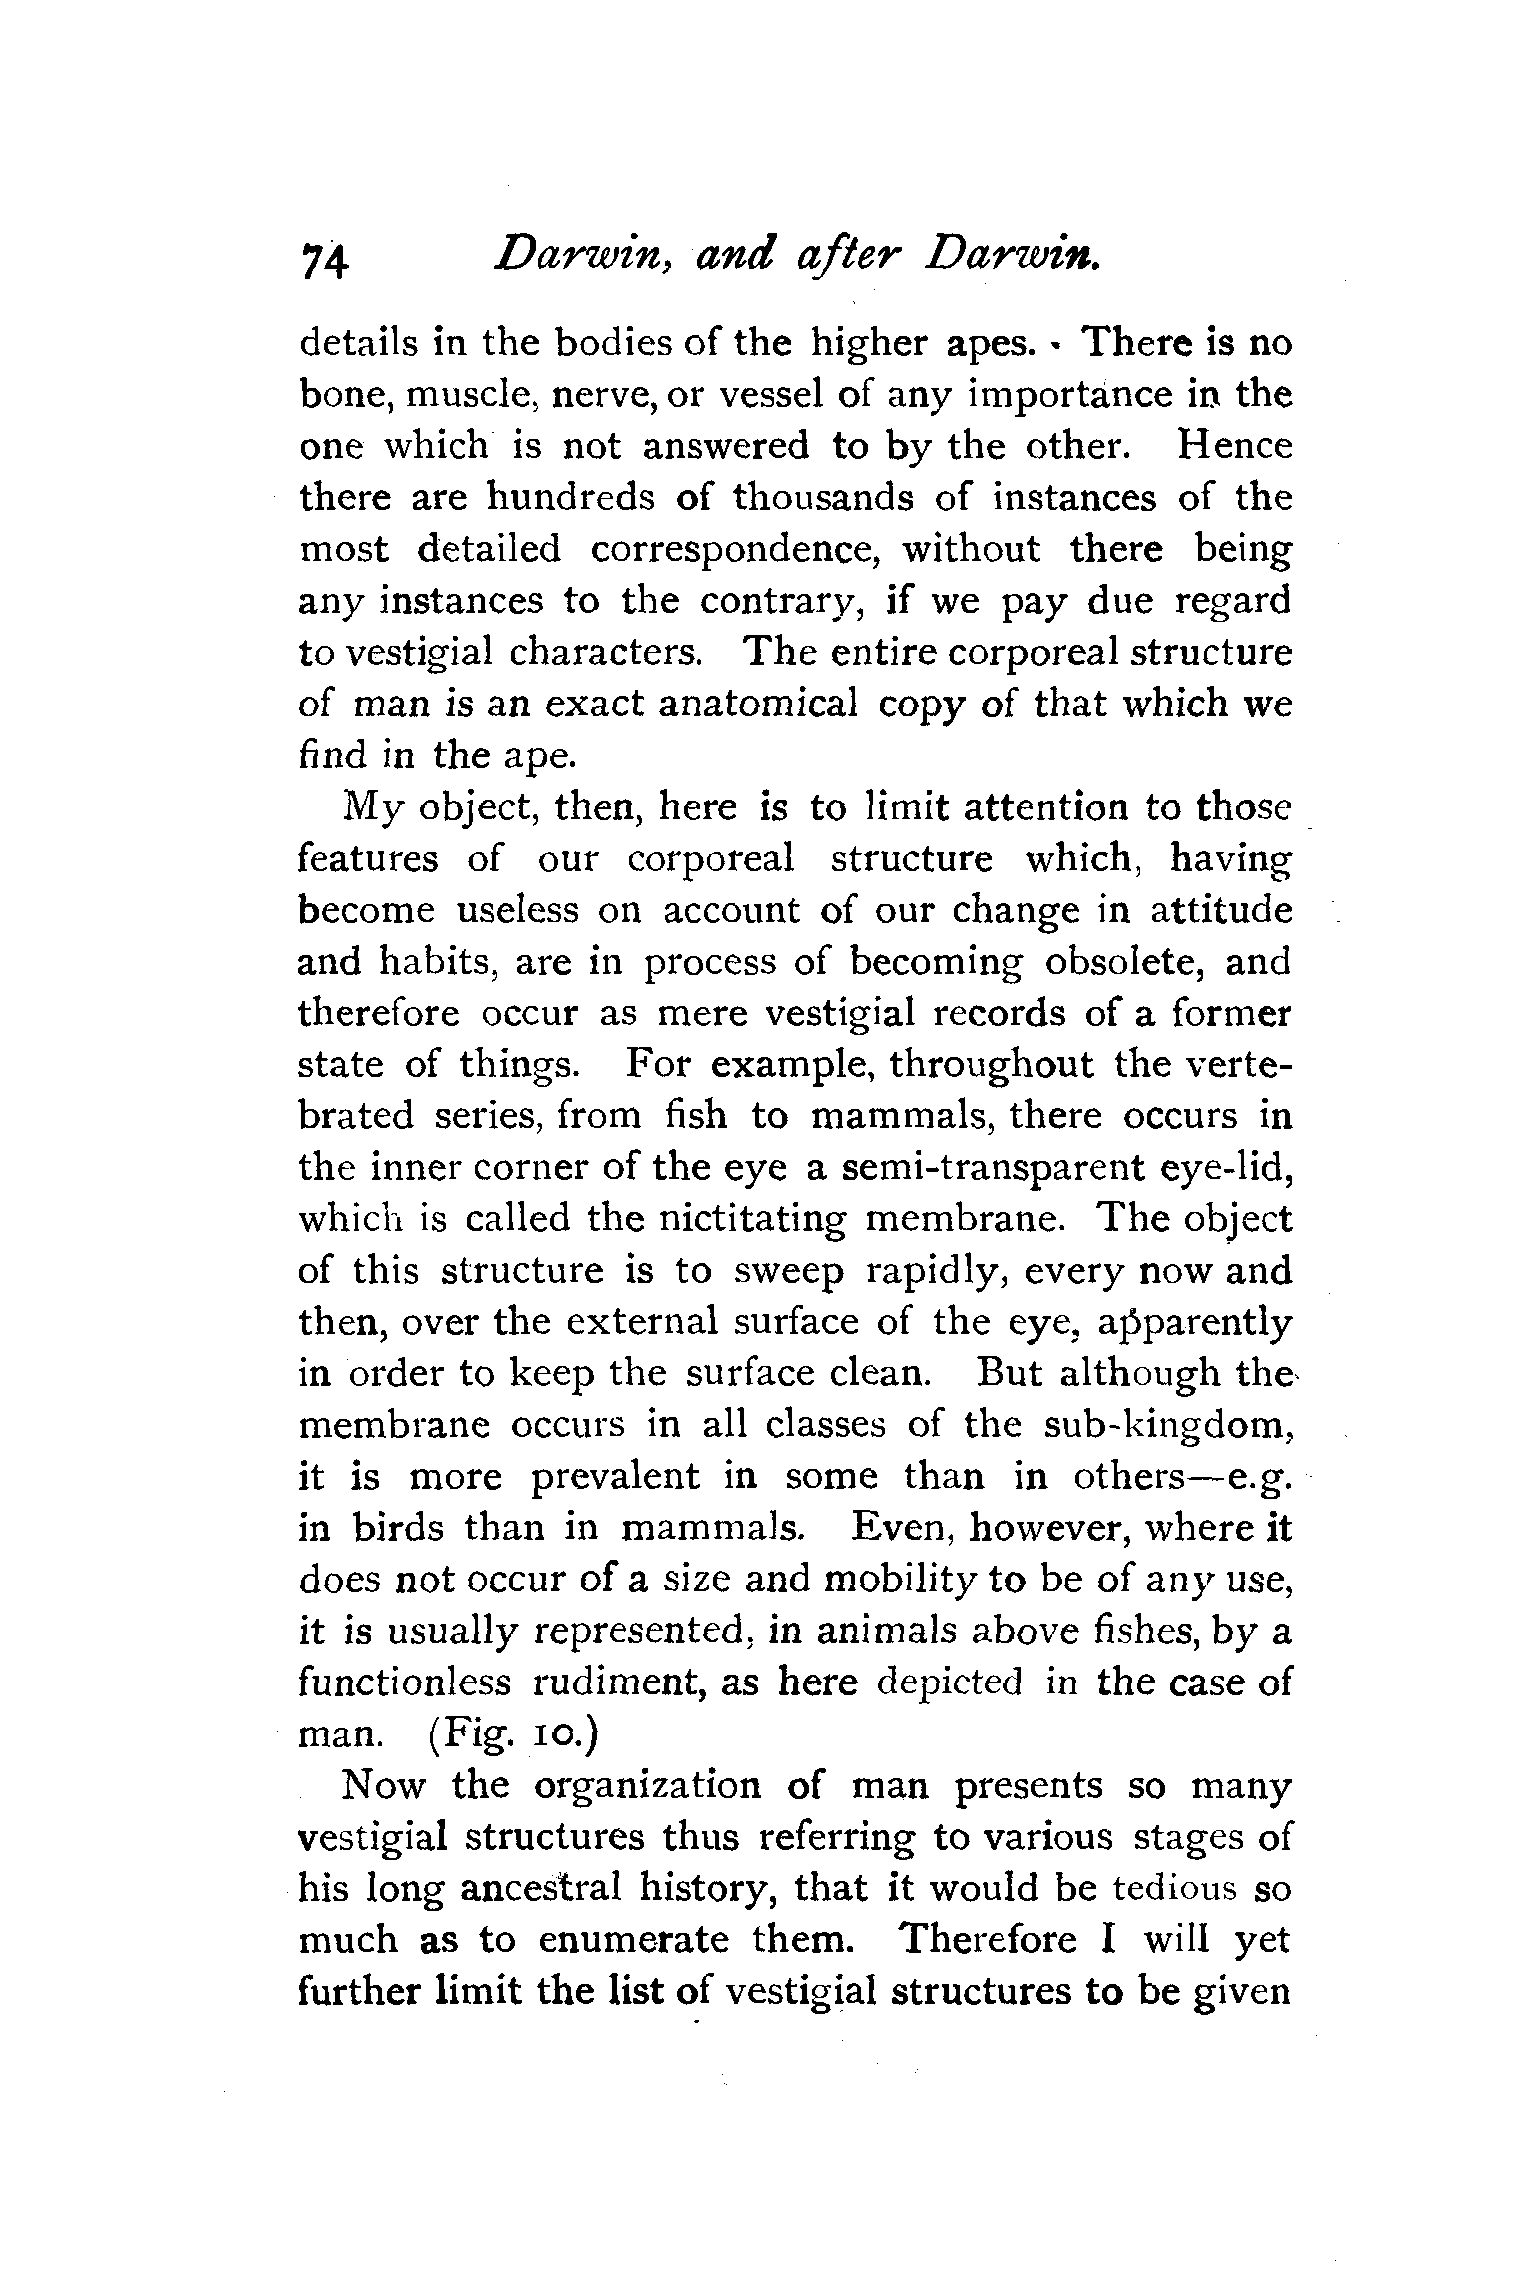 74 Darwin, and after Darwin.
details in the bodies of the higher apes. There is no
bone, muscle, nerve, or vessel of any importance in the
one which is not answered to by the other. Hence
there are hundreds of thousands of instances of the
most detailed correspondence, without there being
any instances to the contrary, if we pay due regard
to vestigial characters. The entire corporeal structure
of man is an exact anatomical copy of that which we
find in the ape.
My object, then, here is to limit attention to those
features of our corporeal structure which, having
become useless on account of our change in attitude
and habits, are in process of becoming obsolete, and
therefore occur as mere vestigial records of a former
state of things. For example, throughout the verte-
brated series, from fish to mammals, there occurs in
the inner corner of the eye a semi-transparent eye-lid,
which is called the nictitating membrane. The object
of this structure is to sweep rapidly, every now and
then, over the external surface of the eye, apparently
in order to keep the surface clean. But although the
membrane occurs in all classes of the sub-kingdom,
it is more prevalent in some than in others—e.g.
in birds than in mammals. Even, however, where it
does not occur of a size and mobility to be of any use,
it is usually represented, in animals above fishes, by a
functionless rudiment, as here depicted in the case of
man. (Fig. 10.)
Now the organization of man presents so many
vestigial structures thus referring to various stages of
his long ancestral history, that it would be tedious so
much as to enumerate them. Therefore I will yet
further limit the list of vestigial structures to be given